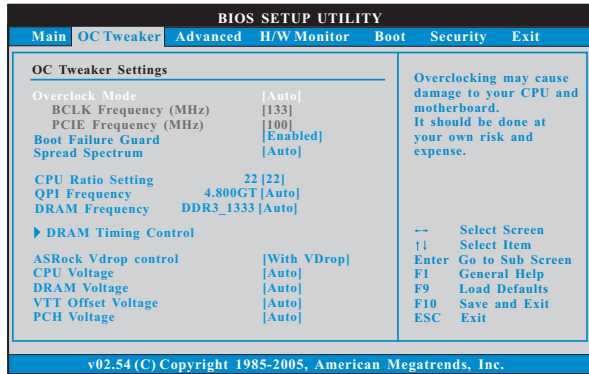 BIOS SETUP UTILITY
Main OC Tweaker Advanced H/W Monitor Boot Security Exit
OC Tweaker Settings
Overclock Mode [Auto]
BCLK Frequency (MHz) [133]
PCIE Frequency (MHz) [100]
Boot Failure Guard [Enabled]
Spread Spectrum [Auto]
CPU Ratio Setting 22 [22]
QPI Frequency 4.800GT [Auto]
DRAM Frequency DDR3_1333 [Auto]
DRAM Timing Control
ASRock Vdrop control [With VDrop]
CPU Voltage [Auto]
DRAM Voltage [Auto]
VTT Offset Voltage [Auto]
PCH Voltage [Auto]
Overclocking may cause
damage to your CPU and
motherboard.
It should be done at
your own risk and
expense.
←→ Select Screen
↑↓ Select Item
Enter Go to Sub Screen
F1 General Help
F9 Load Defaults
F10 Save and Exit
ESC Exit
v02.54 (C) Copyright 1985-2005, American Megatrends, Inc.